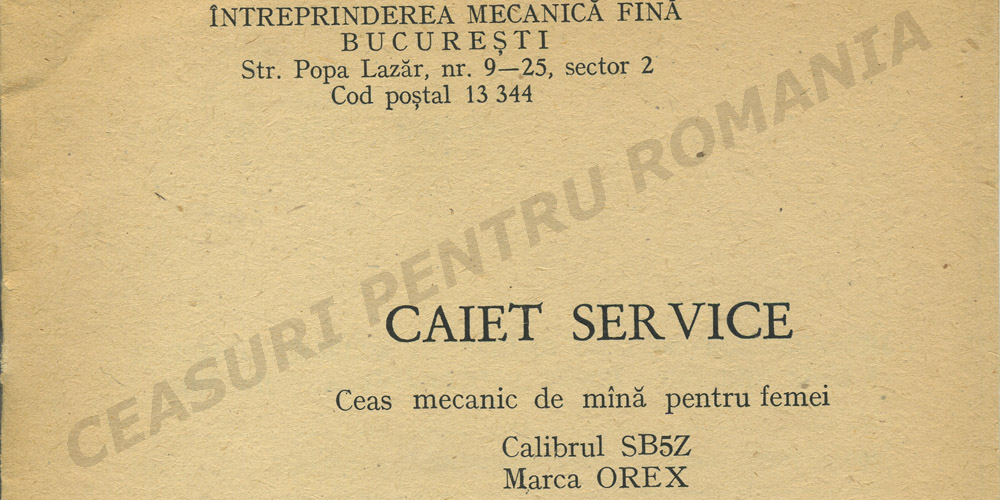 ÎNTREPRINDEREA MECANICĂ FINĂ
BUCUREȘTI
Str. Popa Lazăr, nr. 9—25, sector 2
Cod poștal 13 344
CEASURI PENTRU ROMANIA
CAIET SERVICE
Ceas mecanic de mînă pentru femei
Calibrul SB5Z
Marca OREX